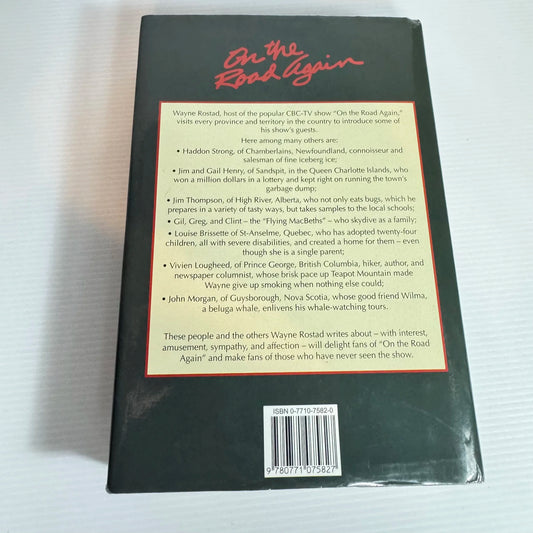 On the
Road Again
Wayne Rostad, host of the popular CBC-TV show "On the Road Again,"
visits every province and territory in the country to introduce some of
his show's guests.
Here among many others are:
• Haddon Strong, of Chamberlains, Newfoundland, connoisseur and
salesman of fine iceberg ice;
• Jim and Gail Henry, of Sandspit, in the Queen Charlotte Islands, who
won a million dollars in a lottery and kept right on running the town's
garbage dump;
• Jim Thompson, of High River, Alberta, who not only eats bugs, which he
prepares in a variety of tasty ways, but takes samples to the local schools;
• Gil, Greg, and Clint – the "Flying MacBeths" – who skydive as a family;
• Louise Brissette of St-Anselme, Quebec, who has adopted twenty-four
children, all with severe disabilities, and created a home for them – even
though she is a single parent;
• Vivien Lougheed, of Prince George, British Columbia, hiker, author, and
newspaper columnist, whose brisk pace up Teapot Mountain made
Wayne give up smoking when nothing else could;
• John Morgan, of Guysborough, Nova Scotia, whose good friend Wilma,
a beluga whale, enlivens his whale-watching tours.
These people and the others Wayne Rostad writes about – with interest,
amusement, sympathy, and affection – will delight fans of "On the Road
Again" and make fans of those who have never seen the show.
ISBN 0-7710-7582-0
9 780771 075827